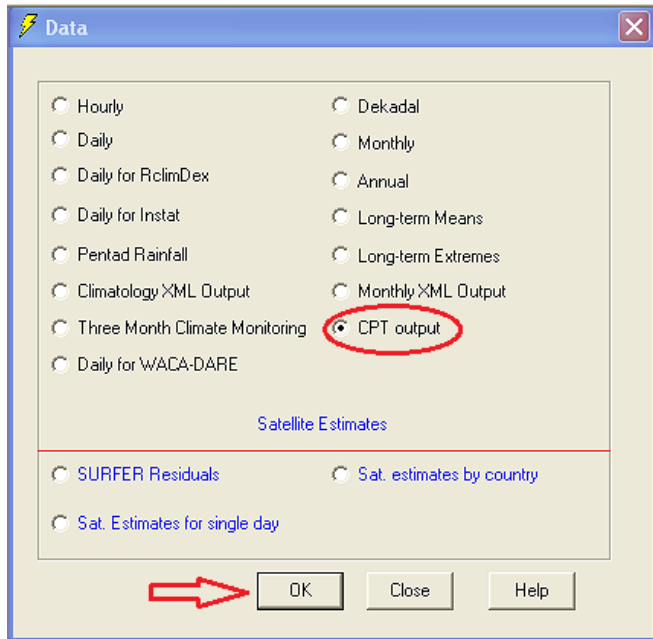 Data
Hourly
Dekadal
Daily
Monthly
Daily for RclimDex
Annual
Daily for Instat
Long-term Means
Pentad Rainfall
Long-term Extremes
Climatology XML Output
Monthly XML Output
Three Month Climate Monitoring
CPT output
Daily for WACA-DARE
Satellite Estimates
SURFER Residuals
Sat. estimates by country
Sat. Estimates for single day
OK
Close
Help